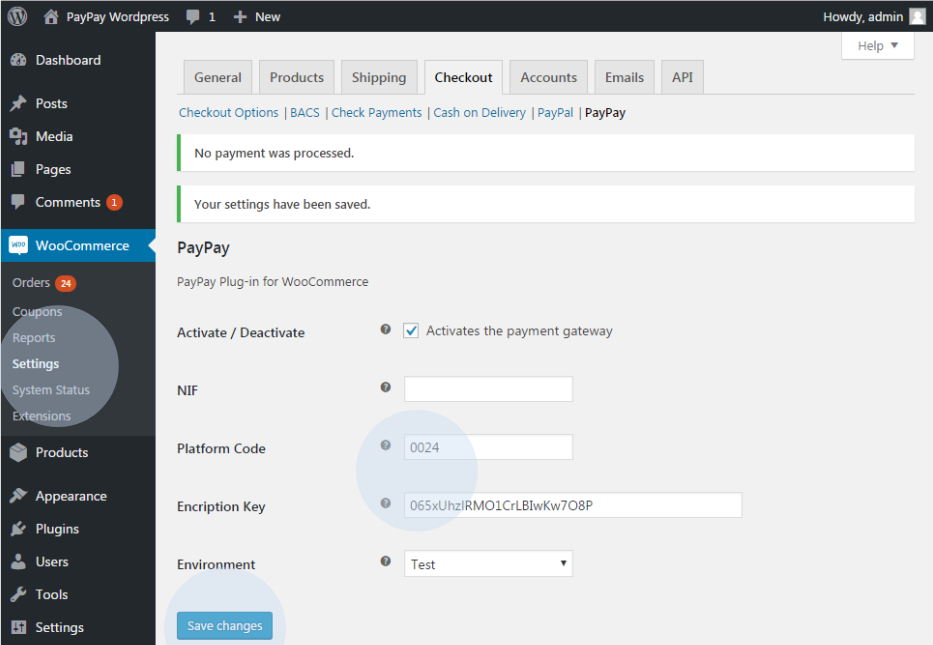 PayPay Wordpress 1 New Howdy, admin
Help
Dashboard
Posts
Media
Pages
Comments 1
WooCommerce
Orders 24
Coupons
Reports
Settings
System Status
Extensions
Products
Appearance
Plugins
Users
Tools
Settings
General Products Shipping Checkout Accounts Emails API
Checkout Options | BACS | Check Payments | Cash on Delivery | PayPal | PayPay
No payment was processed.
Your settings have been saved.
PayPay
PayPay Plug-in for WooCommerce
Activate / Deactivate Activates the payment gateway
NIF
Platform Code 0024
Encription Key 065xUhzlRMO1CrLBIwKw7O8P
Environment Test
Save changes